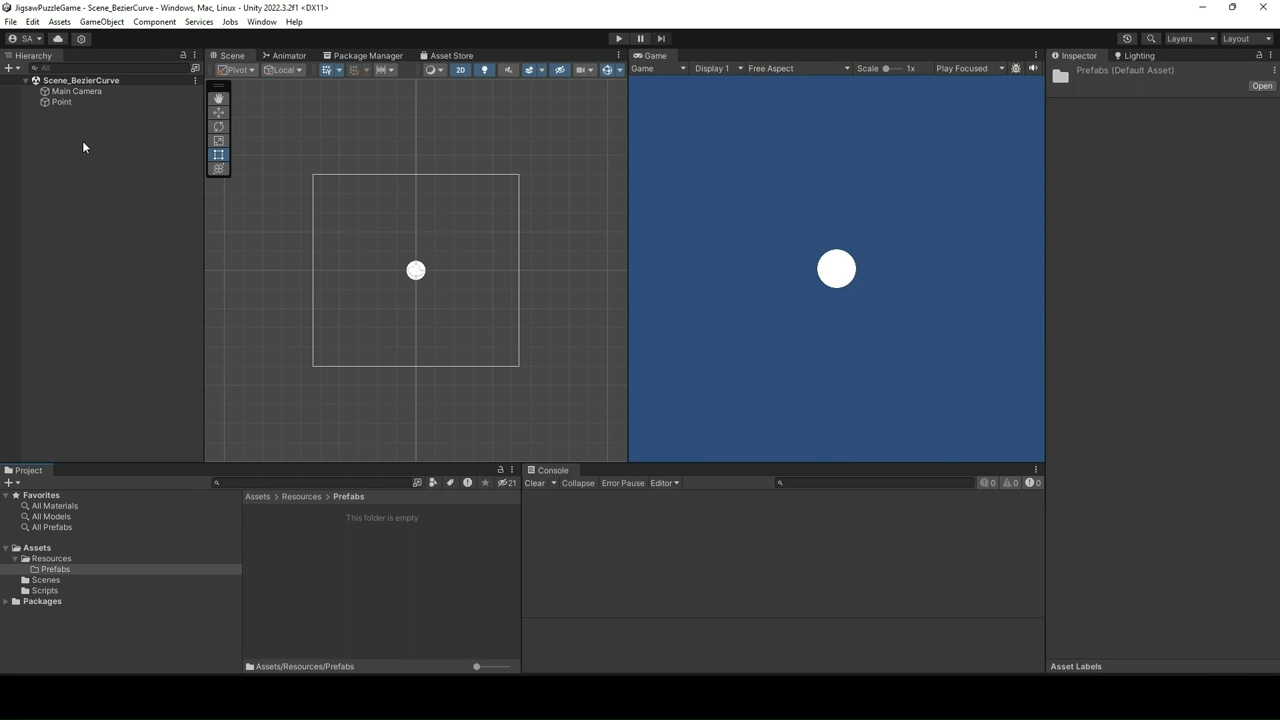 JigsawPuzzleGame - Scene_BezierCurve - Windows, Mac, Linux - Unity 2022.3.2f1 <DX11>
File Edit Assets GameObject Component Services Jobs Window Help
SA Layers Layout
Hierarchy Scene Animator Package Manager Asset Store Game Inspector Lighting
All Pivot Local 2D Game Display 1 Free Aspect Scale 1x Play Focused Prefabs (Default Asset)
Scene_BezierCurve Open
Main Camera
Point
Project Console
21 Clear Collapse Error Pause Editor 0 0 0
Favorites Assets > Resources > Prefabs
All Materials
All Models This folder is empty
All Prefabs
Assets
Resources
Prefabs
Scenes
Scripts
Packages
Assets/Resources/Prefabs Asset Labels